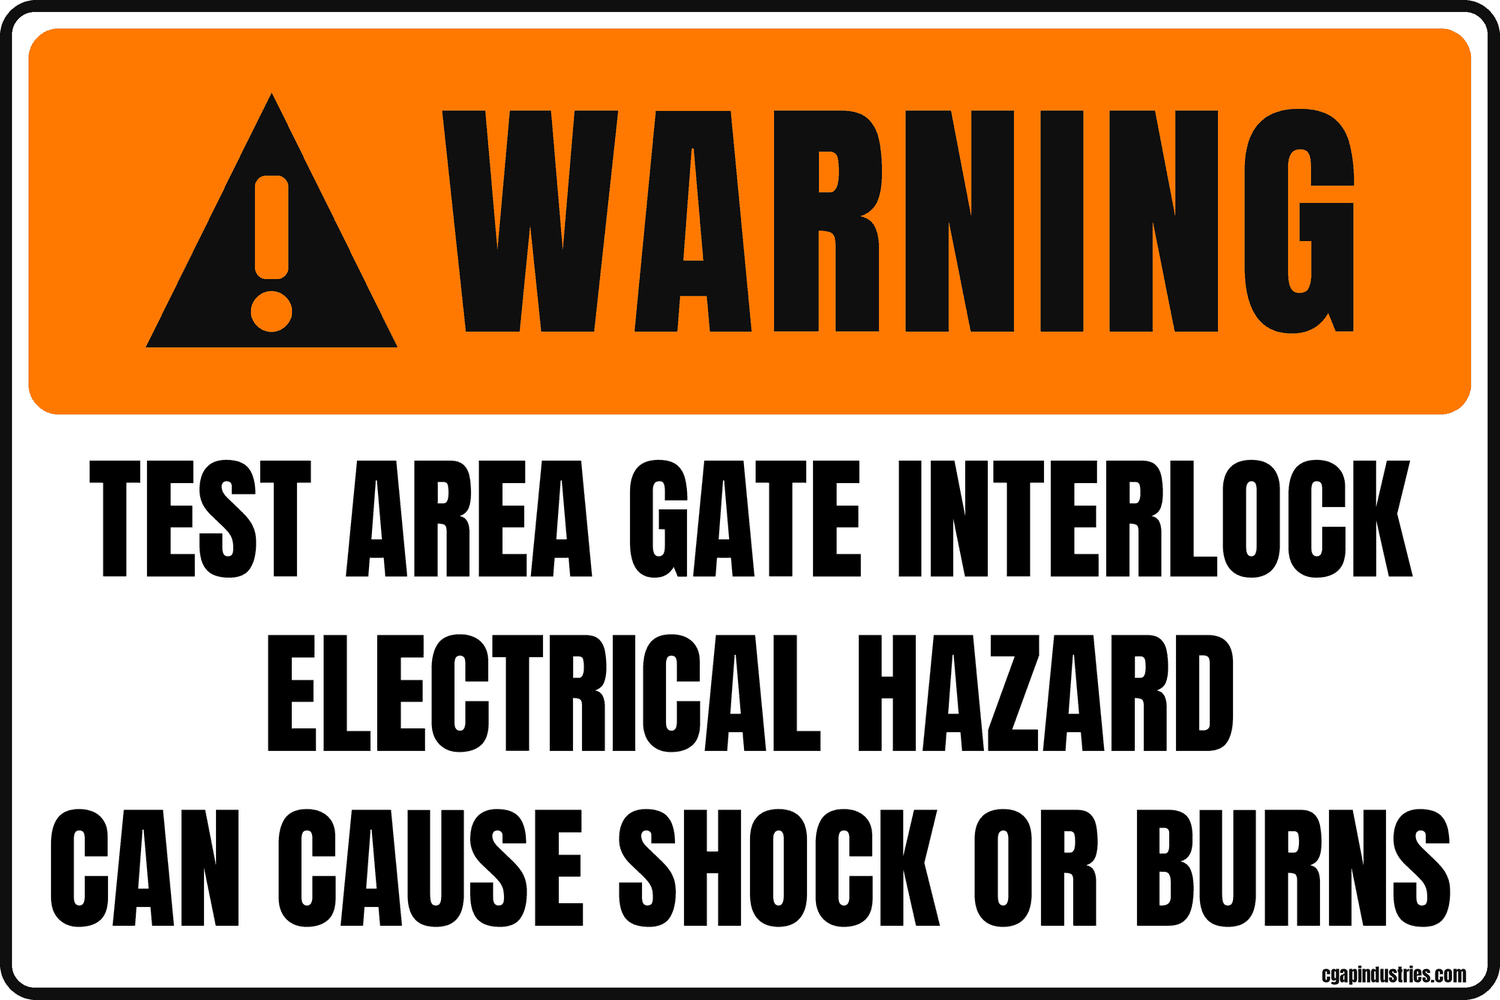 WARNING
TEST AREA GATE INTERLOCK
ELECTRICAL HAZARD
CAN CAUSE SHOCK OR BURNS
cgapindustries.com